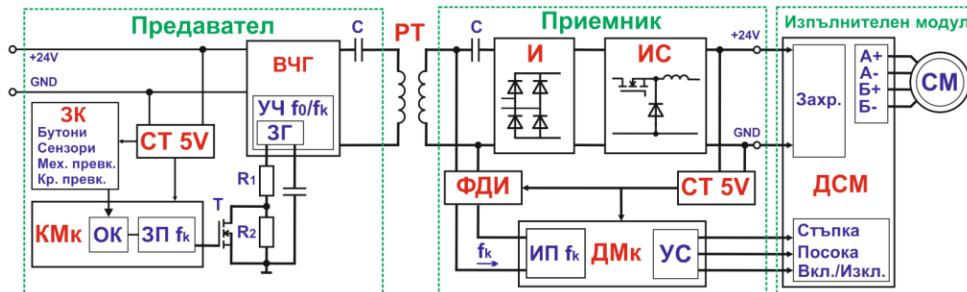 Предавател
Приемник
Изпълнителен модул
+24V
GND
ВЧГ
УЧ f0/fk
ЗГ
C
РТ
C
И
ИС
+24V
GND
Захр.
А+
А-
Б+
Б-
СМ
ЗК
Бутони
Сензори
Мех. превк.
Кр. превк.
СТ 5V
R1
T
R2
КМк
ОК
ЗП fk
ФДИ
СТ 5V
ДСМ
fk
ИП fk
ДМк
УС
Стъпка
Посока
Вкл./Изкл.